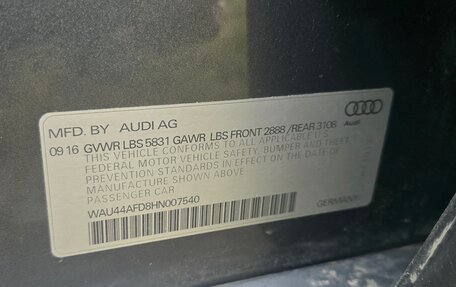 MFD. BY AUDI AG
09 16 GVWR LBS 5831 GAWR LBS FRONT 2888 / REAR 3108
Audi
THIS VEHICLE CONFORMS TO ALL APPLICABLE U.S.
FEDERAL MOTOR VEHICLE SAFETY, BUMPER AND THEFT
PREVENTION STANDARDS IN EFFECT ON THE DATE OF
MANUFACTURE SHOWN ABOVE
PASSENGER CAR
WAU44AFD8HN007540
GERMANY